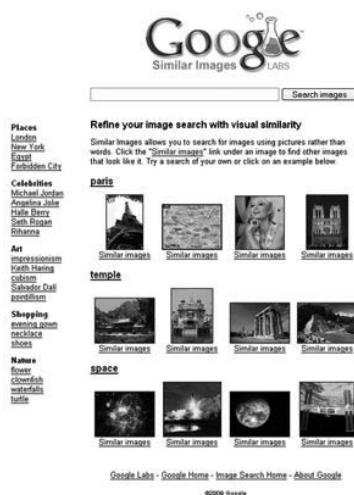 Google
Similar Images LABS
Search images
Places
London
New York
Egypt
Forbidden City
Celebrities
Michael Jordan
Angelina Jolie
Halle Berry
Seth Rogan
Rihanna
Art
impressionism
Keith Haring
cubism
Salvador Dali
pointillism
Shopping
evening gown
necklace
shoes
Nature
flower
clownfish
waterfalls
turtle
Refine your image search with visual similarity
Similar Images allows you to search for images using pictures rather than
words. Click the "Similar images" link under an image to find other images
that look like it. Try a search of your own or click on an example below.
paris
Similar images Similar images Similar images Similar images
temple
Similar images Similar images Similar images Similar images
space
Similar images Similar images Similar images Similar images
Google Labs - Google Home - Image Search Home - About Google
©2009 Google